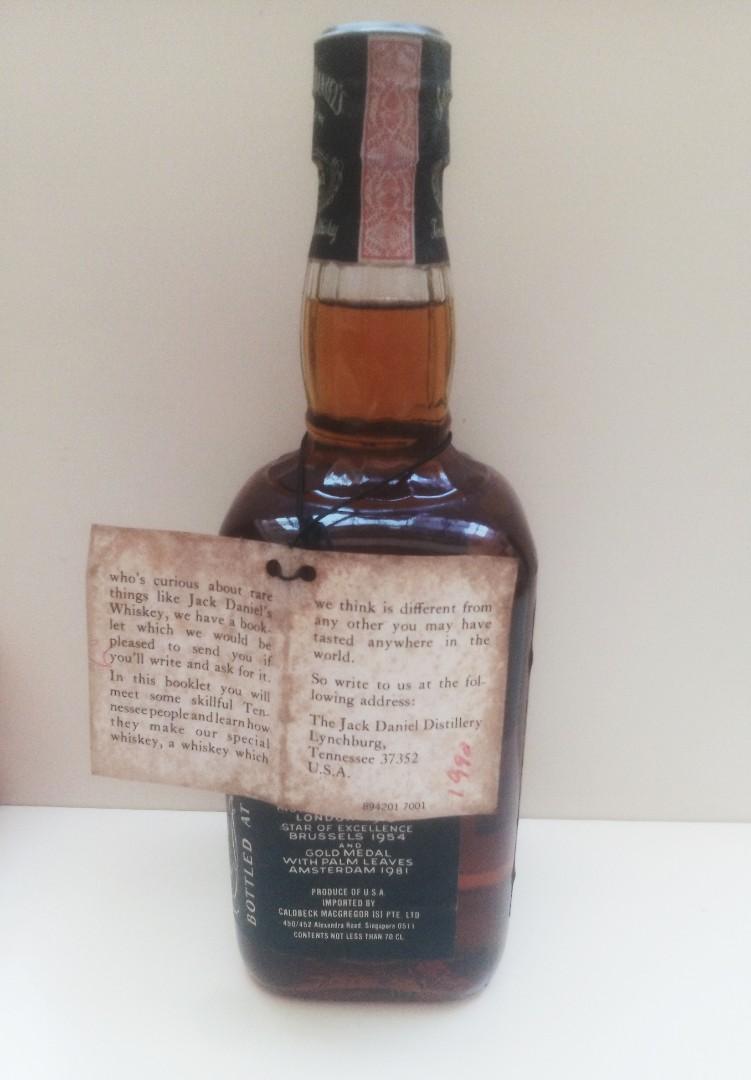 who's curious about rare
things like Jack Daniel's
Whiskey, we have a book-
let which we would be
pleased to send you if
you'll write and ask for it.
In this booklet you will
meet some skillful Ten-
nessee people and learn how
they make our special
whiskey, a whiskey which
we think is different from
any other you may have
tasted anywhere in the
world.
So write to us at the fol-
lowing address:
The Jack Daniel Distillery
Lynchburg,
Tennessee 37352
U.S.A.
1990
894201 7001
BOTTLED AT
LONDON
STAR OF EXCELLENCE
BRUSSELS 1954
AND
GOLD MEDAL
WITH PALM LEAVES
AMSTERDAM 1981
PRODUCE OF U.S.A.
IMPORTED BY
CALDBECK MACGREGOR (S) PTE. LTD
450/452 Alexandra Road. Singapore 0511
CONTENTS NOT LESS THAN 70 CL.